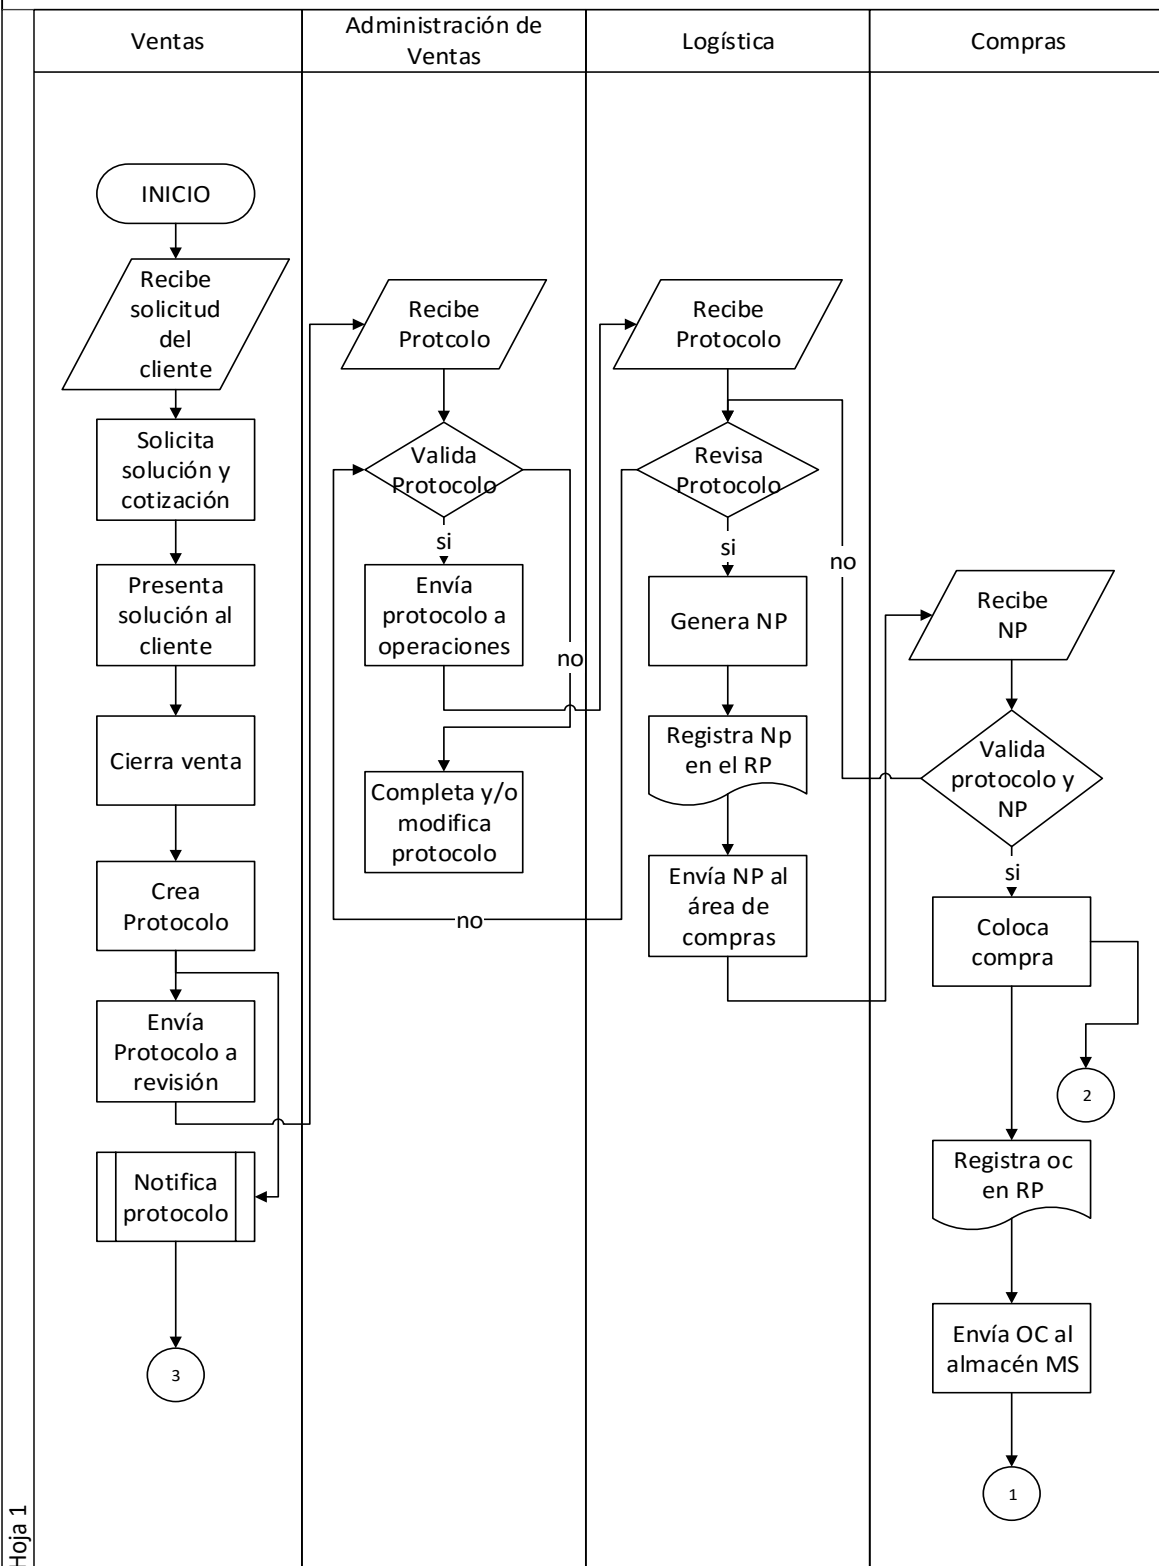 Ventas
Administración de
Ventas
Logística
Compras
INICIO
Recibe
solicitud
del
cliente
Solicita
solución y
cotización
Presenta
solución al
cliente
Cierra venta
Crea
Protocolo
Envía
Protocolo a
revisión
Notifica
protocolo
3
Recibe
Protcolo
Valida
Protocolo
si
Envía
protocolo a
operaciones
no
Completa y/o
modifica
protocolo
no
Recibe
Protocolo
Revisa
Protocolo
si
no
Genera NP
Registra Np
en el RP
Envía NP al
área de
compras
Recibe
NP
Valida
protocolo y
NP
si
Coloca
compra
2
Registra oc
en RP
Envía OC al
almacén MS
1
Hoja 1